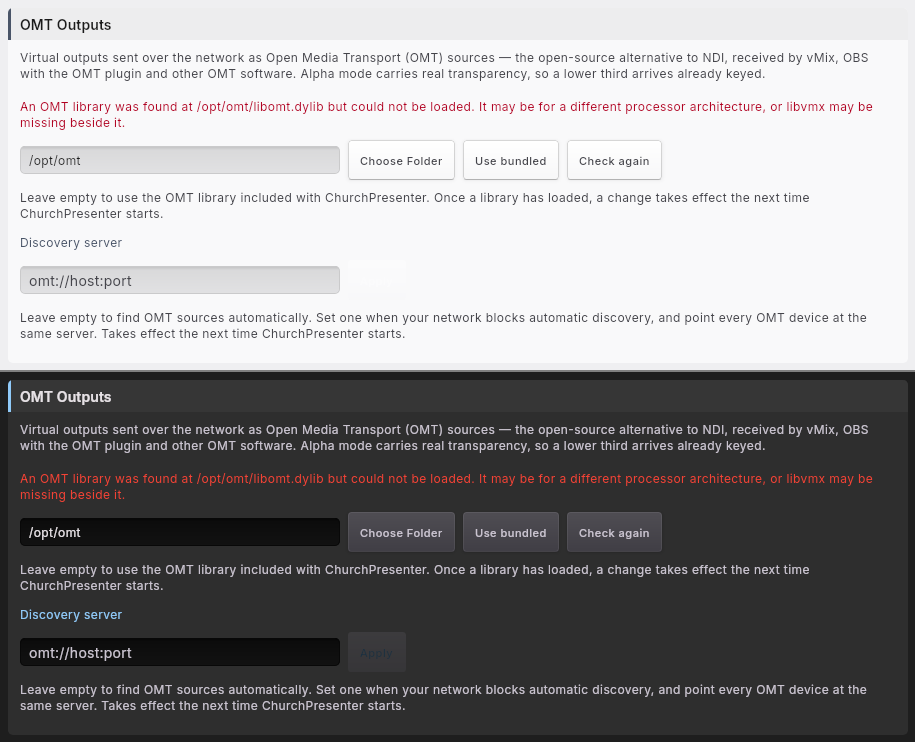 OMT Outputs
Virtual outputs sent over the network as Open Media Transport (OMT) sources — the open-source alternative to NDI, received by vMix, OBS
with the OMT plugin and other OMT software. Alpha mode carries real transparency, so a lower third arrives already keyed.
An OMT library was found at /opt/omt/libomt.dylib but could not be loaded. It may be for a different processor architecture, or libvmx may be
missing beside it.
/opt/omt Choose Folder Use bundled Check again
Leave empty to use the OMT library included with ChurchPresenter. Once a library has loaded, a change takes effect the next time
ChurchPresenter starts.
Discovery server
omt://host:port
Leave empty to find OMT sources automatically. Set one when your network blocks automatic discovery, and point every OMT device at the
same server. Takes effect the next time ChurchPresenter starts.
OMT Outputs
Virtual outputs sent over the network as Open Media Transport (OMT) sources — the open-source alternative to NDI, received by vMix, OBS
with the OMT plugin and other OMT software. Alpha mode carries real transparency, so a lower third arrives already keyed.
An OMT library was found at /opt/omt/libomt.dylib but could not be loaded. It may be for a different processor architecture, or libvmx may be
missing beside it.
/opt/omt Choose Folder Use bundled Check again
Leave empty to use the OMT library included with ChurchPresenter. Once a library has loaded, a change takes effect the next time
ChurchPresenter starts.
Discovery server
omt://host:port Apply
Leave empty to find OMT sources automatically. Set one when your network blocks automatic discovery, and point every OMT device at the
same server. Takes effect the next time ChurchPresenter starts.